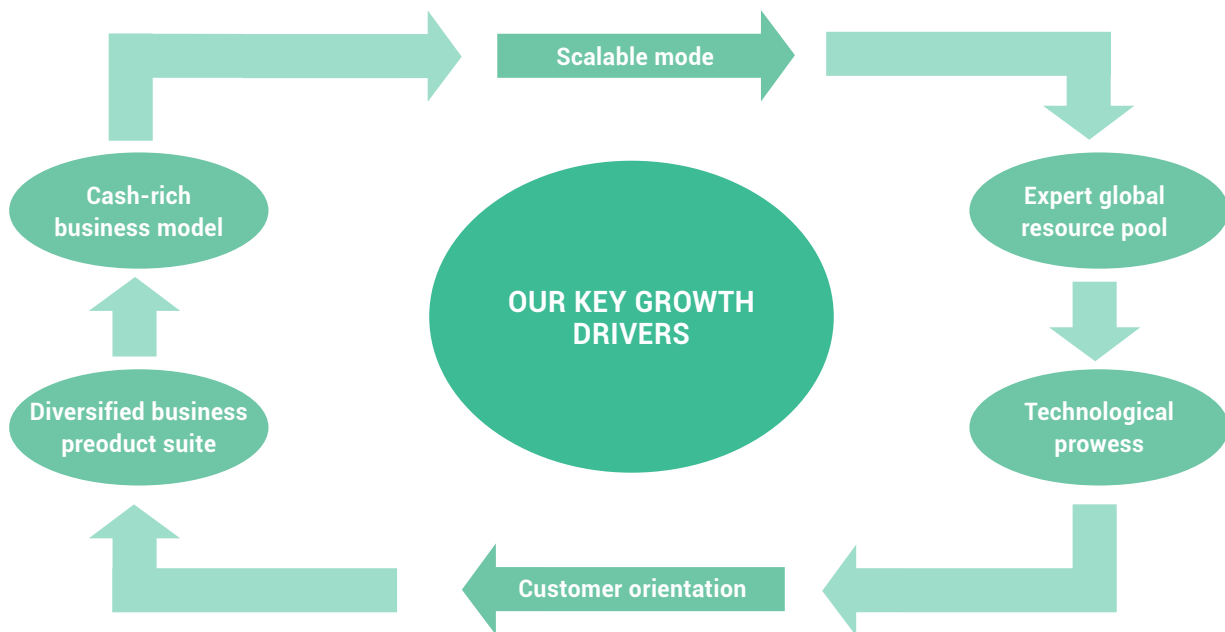 Scalable mode
Cash-rich
business model
Expert global
resource pool
OUR KEY GROWTH
DRIVERS
Diversified business
preoduct suite
Technological
prowess
Customer orientation